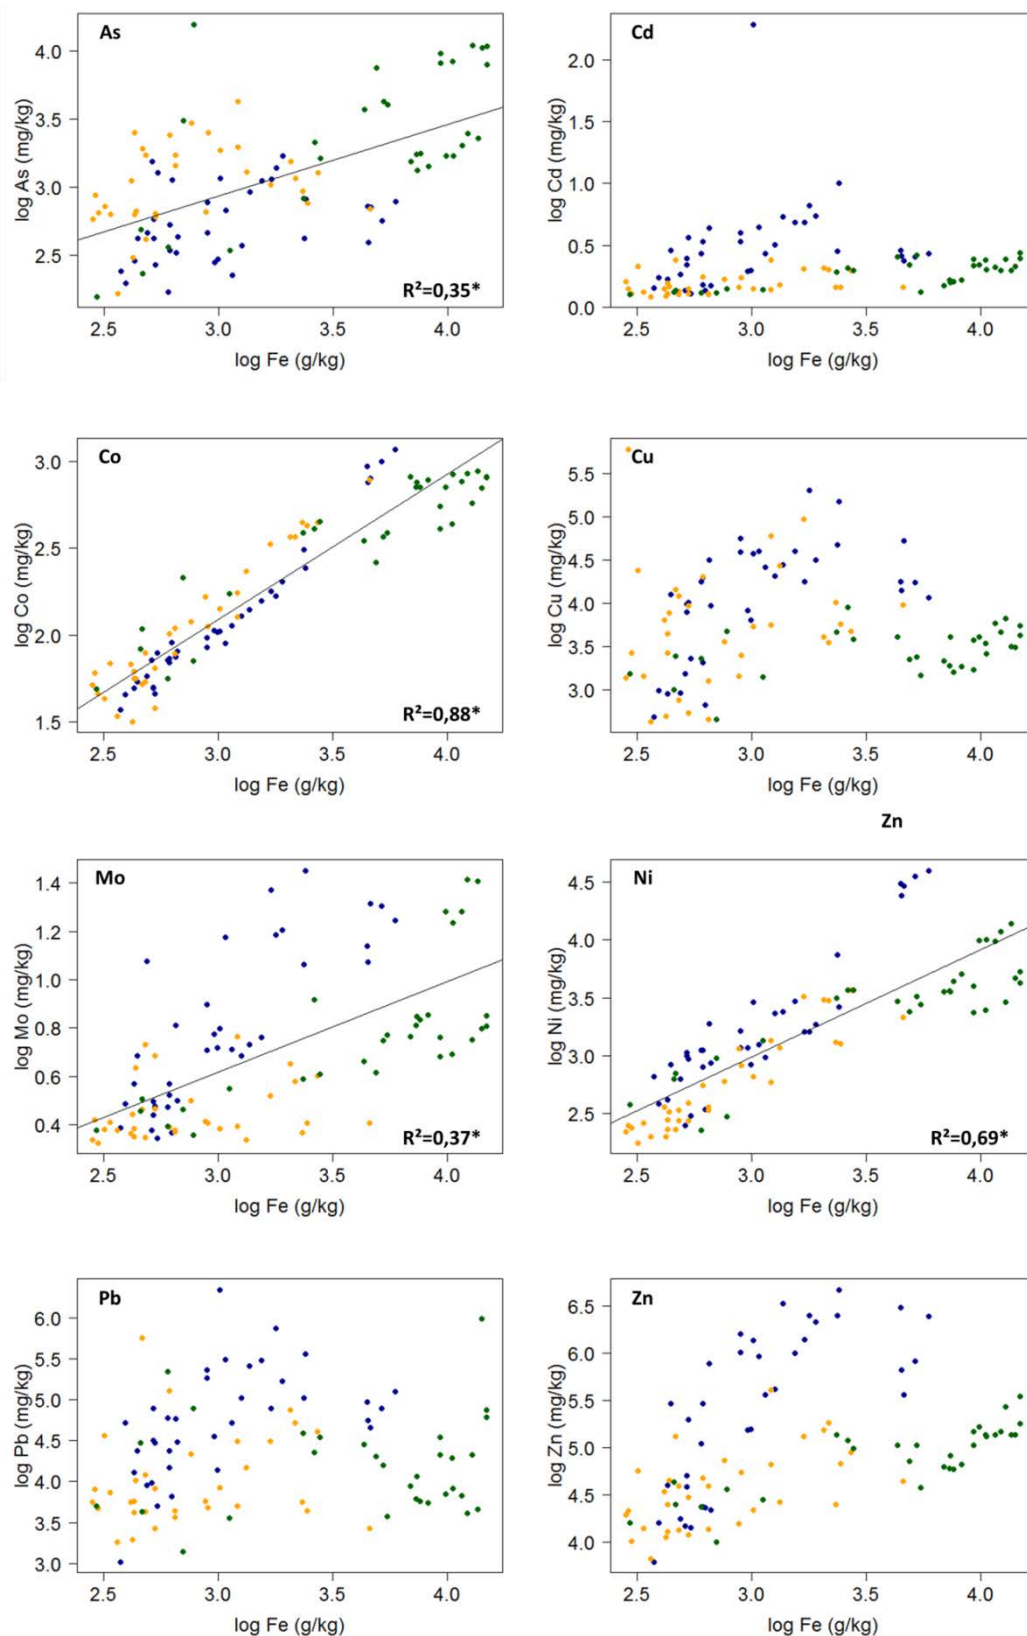 As
Cd
log As (mg/kg)
4.0
3.5
3.0
2.5
R²=0,35*
2.5 3.0 3.5 4.0
log Fe (g/kg)
log Cd (mg/kg)
2.0
1.5
1.0
0.5
0.0
2.5 3.0 3.5 4.0
log Fe (g/kg)
Co
Cu
log Co (mg/kg)
3.0
2.5
2.0
1.5
R²=0,88*
2.5 3.0 3.5 4.0
log Fe (g/kg)
log Cu (mg/kg)
5.5
5.0
4.5
4.0
3.5
3.0
2.5 3.0 3.5 4.0
log Fe (g/kg)
Zn
Mo
Ni
log Mo (mg/kg)
1.4
1.2
1.0
0.8
0.6
0.4
R²=0,37*
2.5 3.0 3.5 4.0
log Fe (g/kg)
log Ni (mg/kg)
4.5
4.0
3.5
3.0
2.5
R²=0,69*
2.5 3.0 3.5 4.0
log Fe (g/kg)
Pb
Zn
log Pb (mg/kg)
6.0
5.5
5.0
4.5
4.0
3.5
3.0
2.5 3.0 3.5 4.0
log Fe (g/kg)
log Zn (mg/kg)
6.5
6.0
5.5
5.0
4.5
4.0
2.5 3.0 3.5 4.0
log Fe (g/kg)